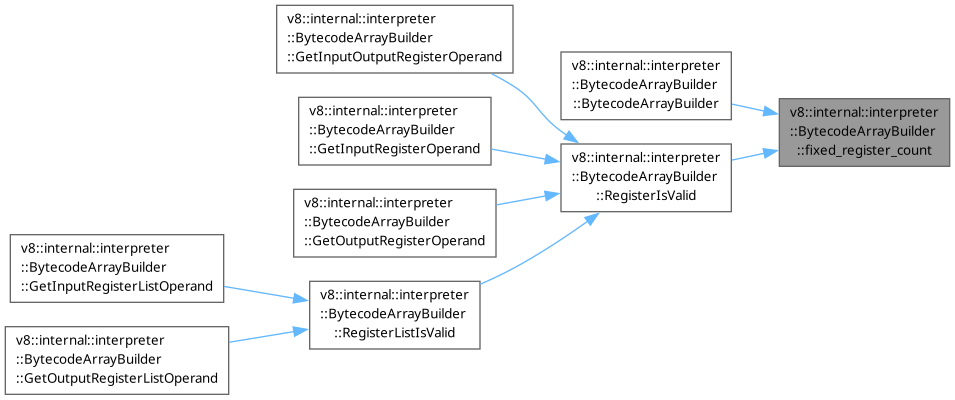 v8::internal::interpreter
::BytecodeArrayBuilder
::GetInputOutputRegisterOperand
v8::internal::interpreter
::BytecodeArrayBuilder
::BytecodeArrayBuilder
v8::internal::interpreter
::BytecodeArrayBuilder
::GetInputRegisterOperand
v8::internal::interpreter
::BytecodeArrayBuilder
::fixed_register_count
v8::internal::interpreter
::BytecodeArrayBuilder
::RegisterIsValid
v8::internal::interpreter
::BytecodeArrayBuilder
::GetOutputRegisterOperand
v8::internal::interpreter
::BytecodeArrayBuilder
::GetInputRegisterListOperand
v8::internal::interpreter
::BytecodeArrayBuilder
::RegisterListIsValid
v8::internal::interpreter
::BytecodeArrayBuilder
::GetOutputRegisterListOperand